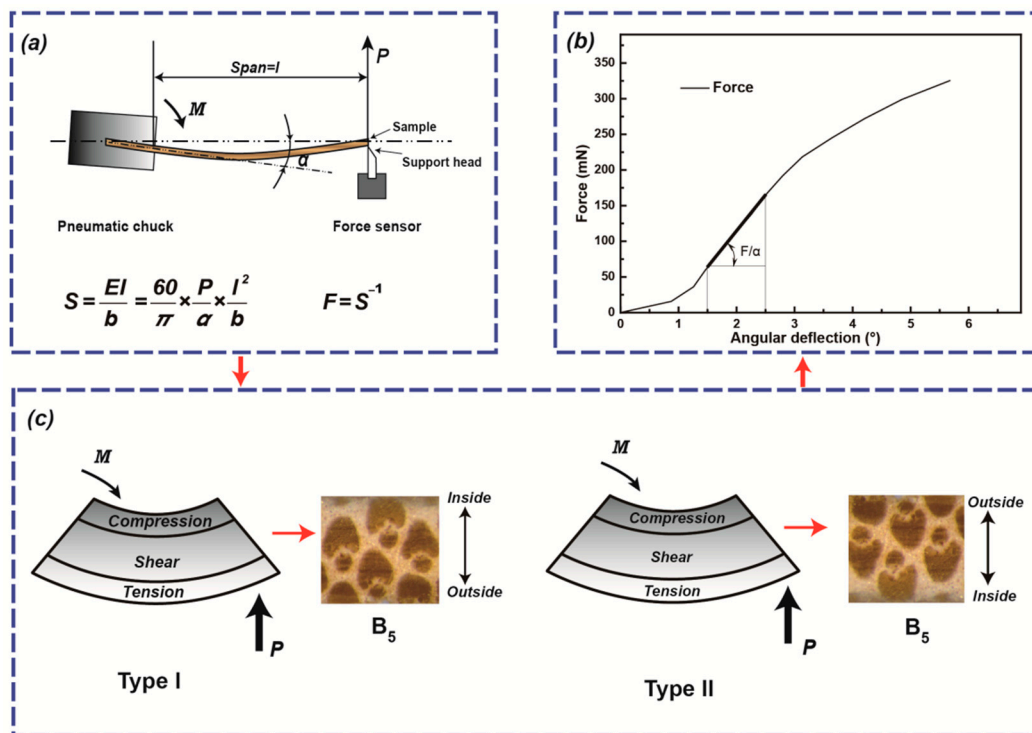 (a)
P
Span=l
M
Sample
Support head
α
Pneumatic chuck
Force sensor
S = EI/b = 60/π × P/α × l²/b
F = S⁻¹
(b)
Force (mN)
350
300
250
200
150
100
50
0
Force
F/α
0 1 2 3 4 5 6
Angular deflection (°)
(c)
M
Compression
Shear
Tension
P
Type I
Inside
Outside
B₅
M
Compression
Shear
Tension
P
Type II
Outside
Inside
B₅